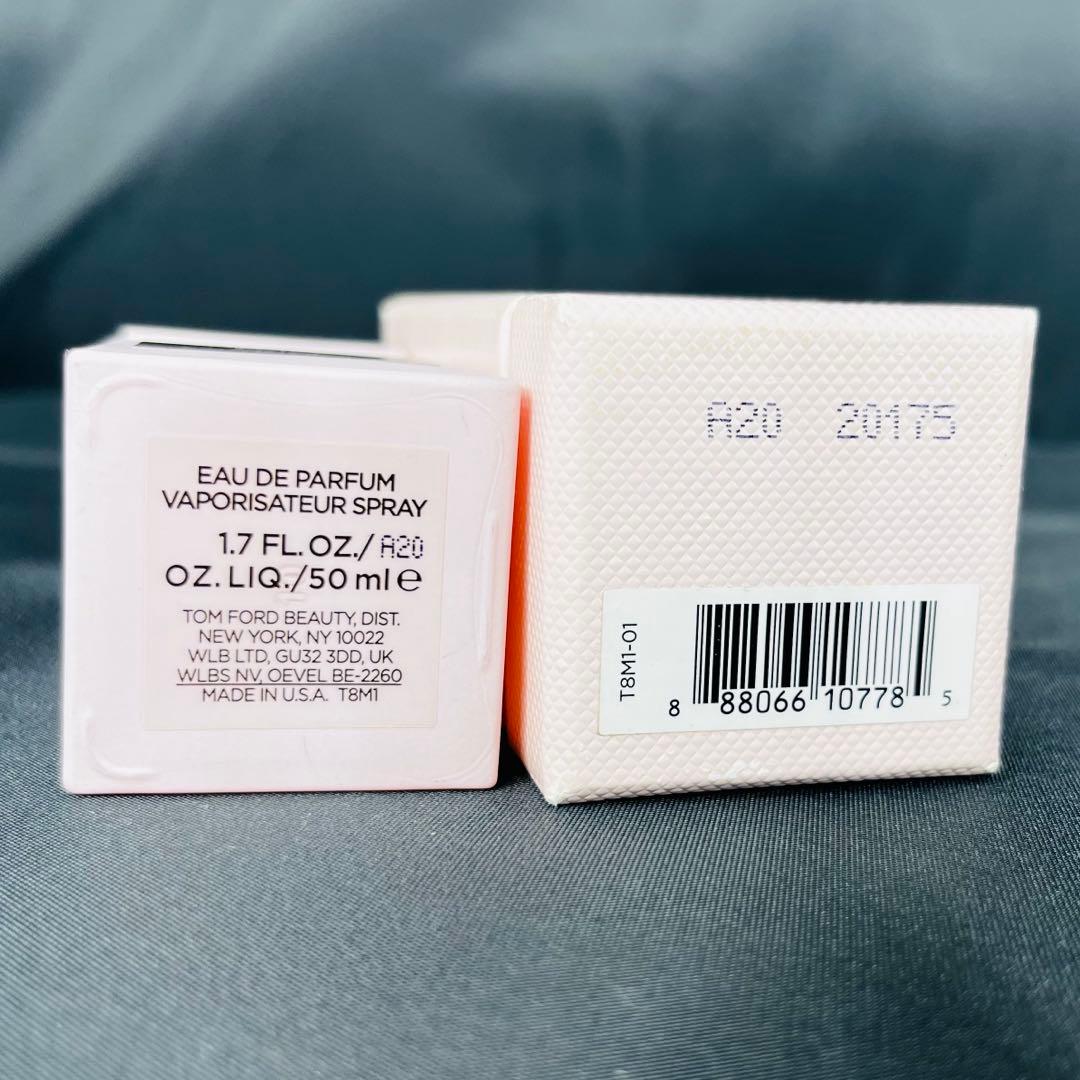 EAU DE PARFUM
VAPORISATEUR SPRAY
1.7 FL. OZ./ A20
OZ. LIQ./50 ml ℮
TOM FORD BEAUTY, DIST.
NEW YORK, NY 10022
WLB LTD, GU32 3DD, UK
WLBS NV, OEVEL BE-2260
MADE IN U.S.A. T8M1
A20 20175
T8M1-01
8 88066 10778 5